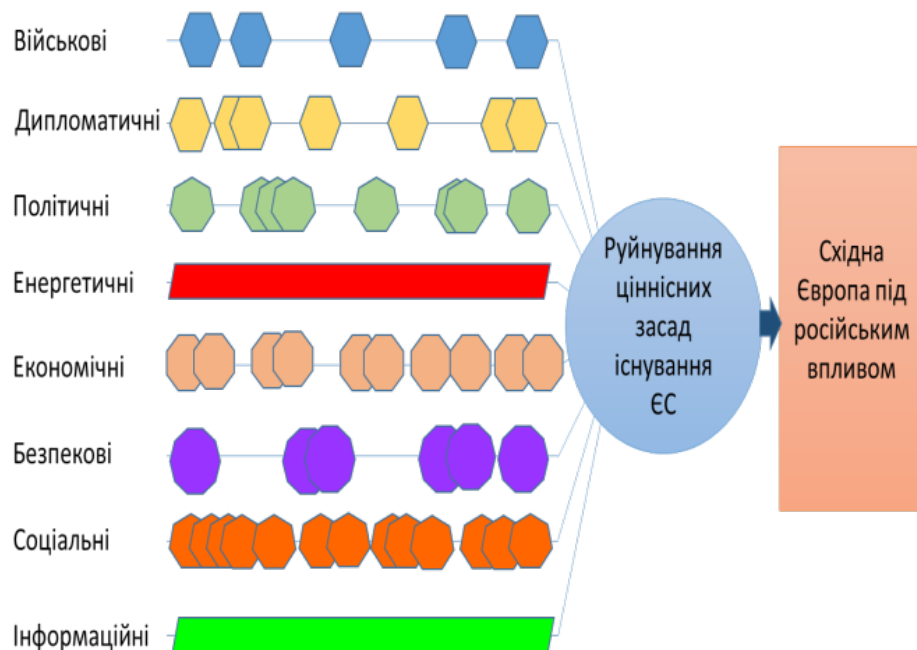 Військові
Дипломатичні
Політичні
Енергетичні
Економічні
Безпекові
Соціальні
Інформаційні
Руйнування
ціннісних
засад
існування
ЄС
Східна
Європа під
російським
впливом